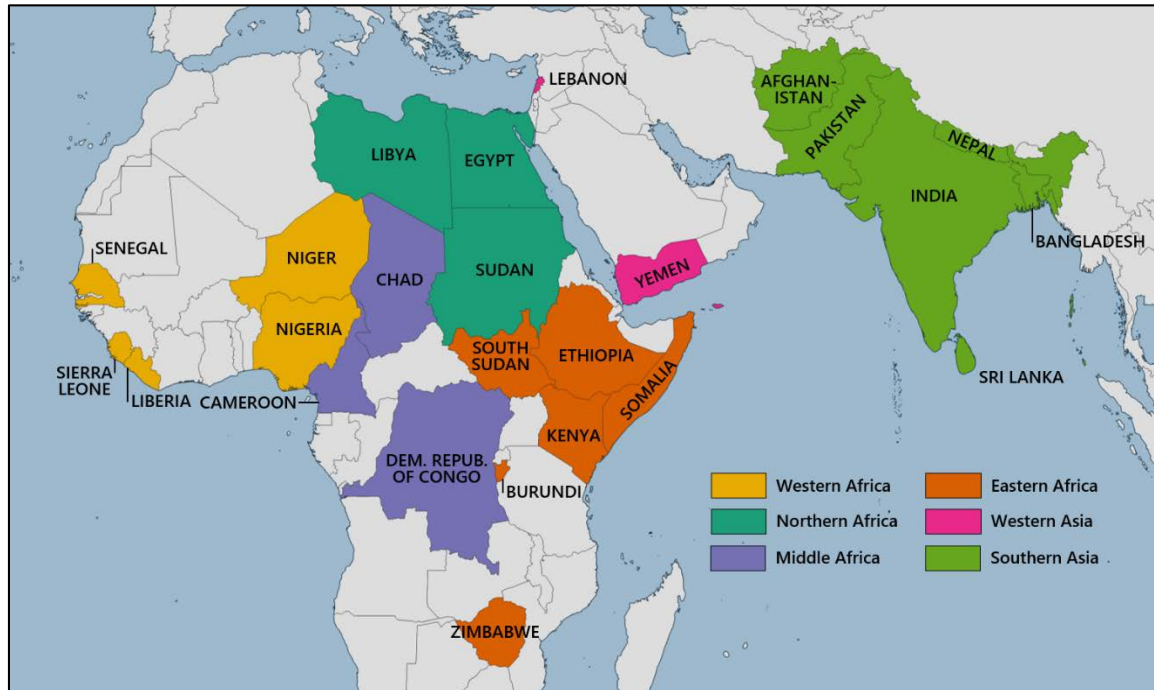 LEBANON
AFGHAN-
ISTAN
PAKISTAN
NEPAL
LIBYA
EGYPT
INDIA
BANGLADESH
SENEGAL
NIGER
CHAD
SUDAN
YEMEN
NIGERIA
SOUTH
SUDAN
ETHIOPIA
SIERRA
LEONE
LIBERIA
CAMEROON
SOMALIA
SRI LANKA
KENYA
DEM. REPUB.
OF CONGO
BURUNDI
ZIMBABWE
Western Africa
Eastern Africa
Northern Africa
Western Asia
Middle Africa
Southern Asia